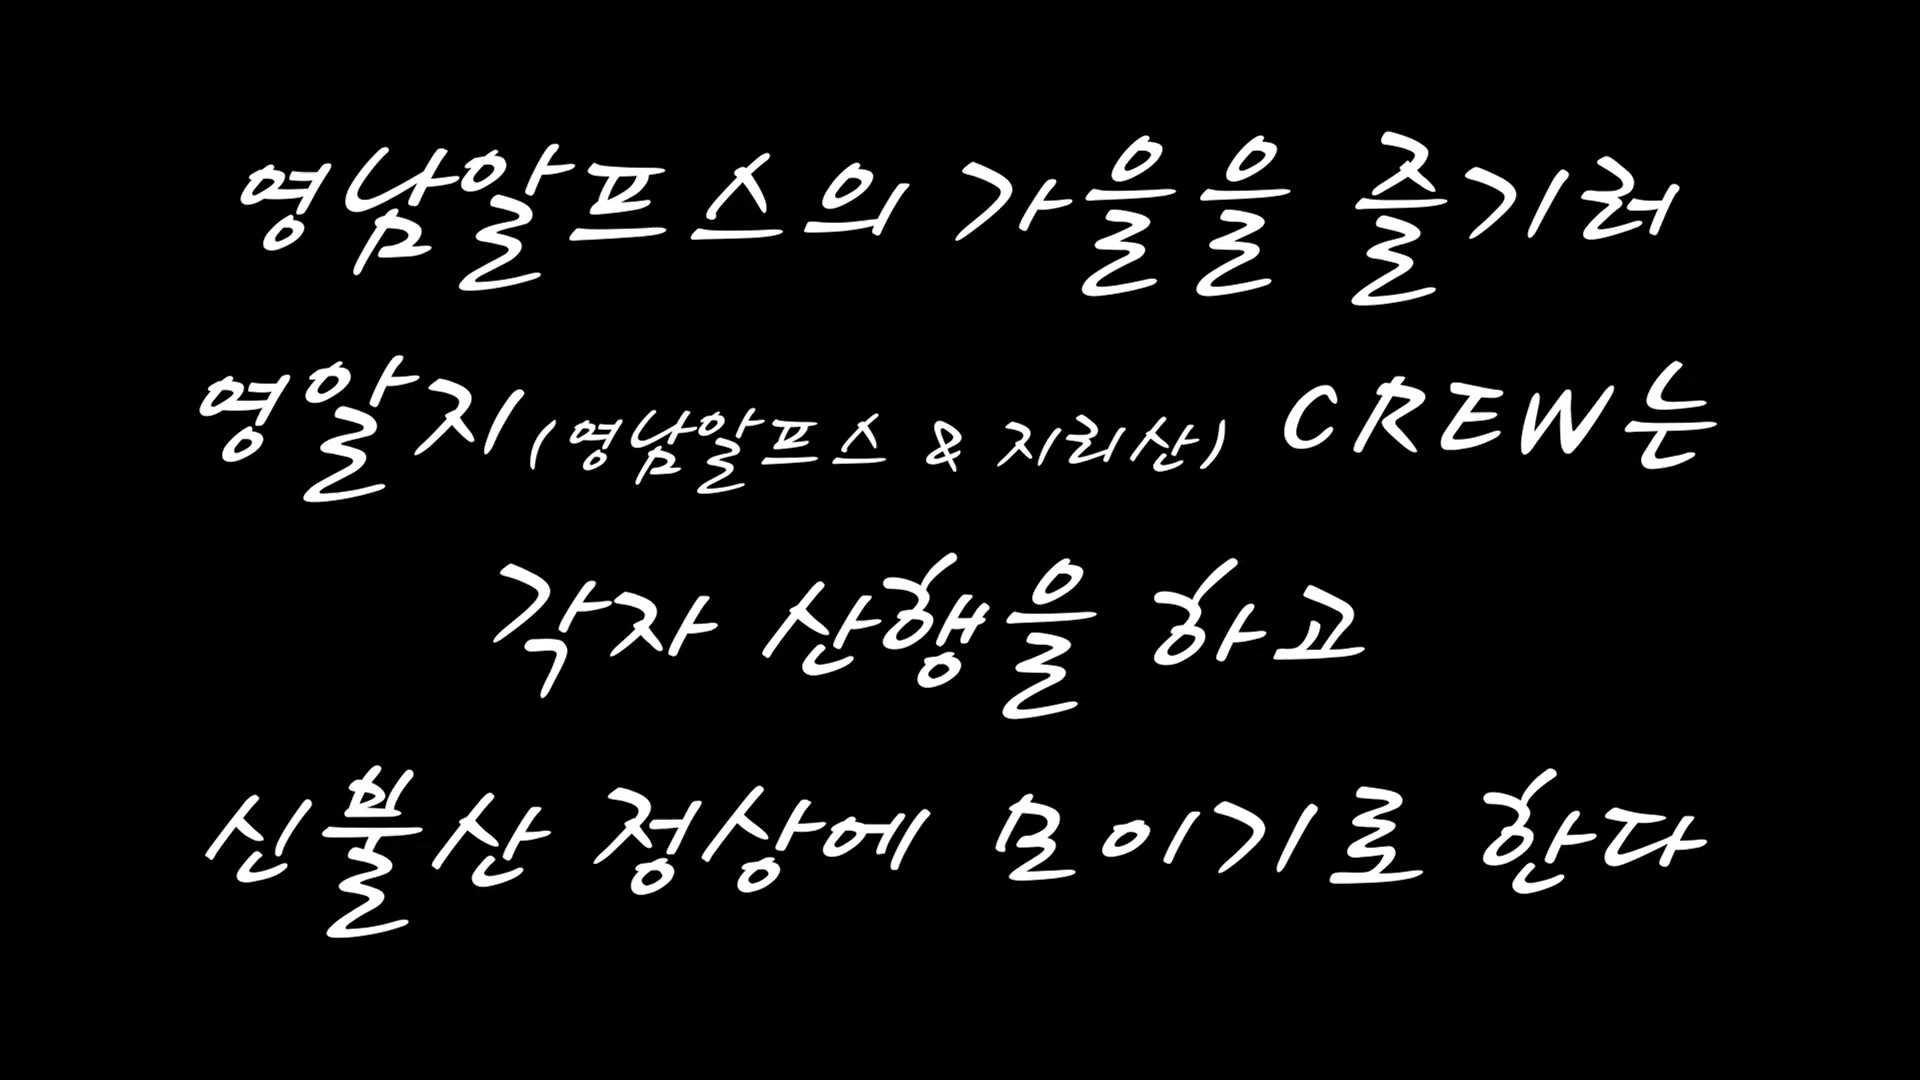 영남알프스의 가을을 즐기러
영알지(영남알프스 & 지리산) CREW는
각자 산행을 하고
신불산 정상에 모이기로 한다